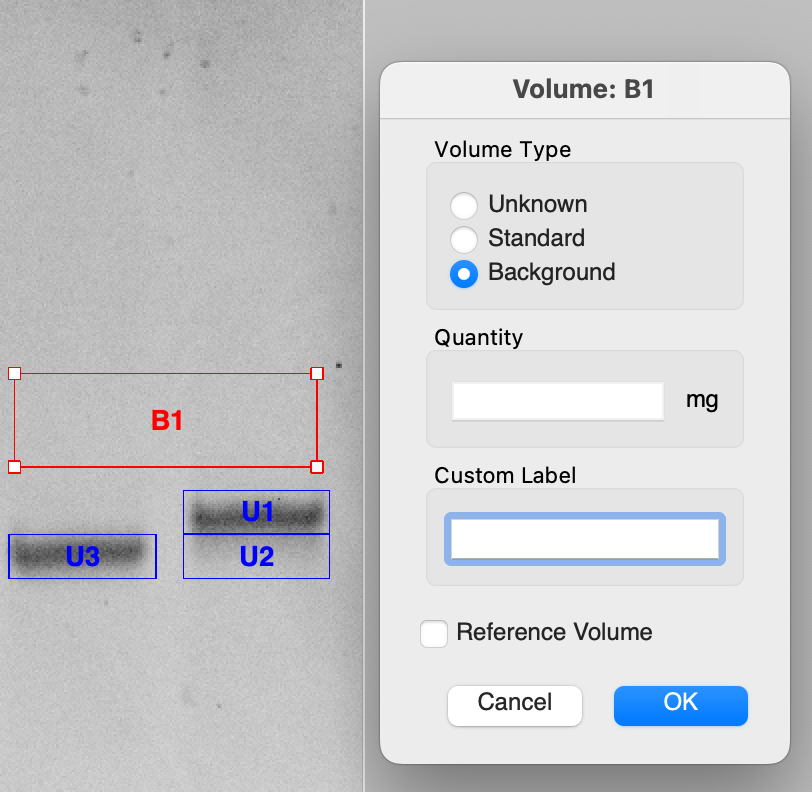 B1
U1
U3
U2
Volume: B1
Volume Type
Unknown
Standard
Background
Quantity
mg
Custom Label
Reference Volume
Cancel
OK